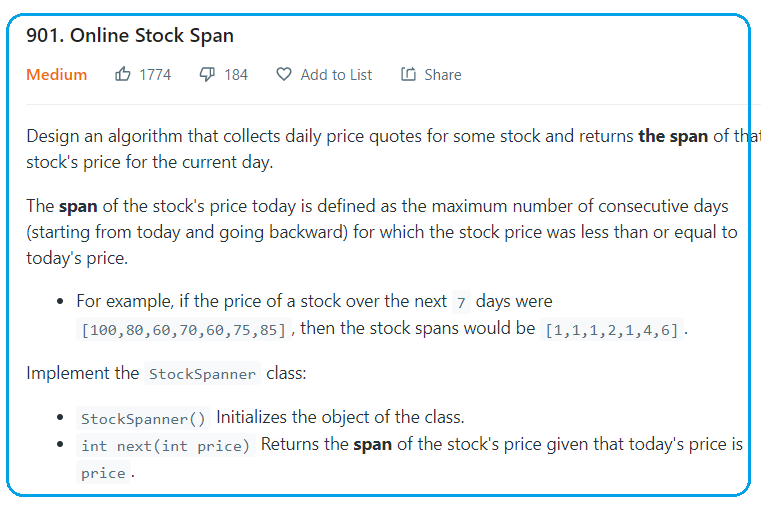 901. Online Stock Span
Medium 1774 184 Add to List Share
Design an algorithm that collects daily price quotes for some stock and returns the span of that
stock's price for the current day.
The span of the stock's price today is defined as the maximum number of consecutive days
(starting from today and going backward) for which the stock price was less than or equal to
today's price.
• For example, if the price of a stock over the next 7 days were
[100,80,60,70,60,75,85], then the stock spans would be [1,1,1,2,1,4,6].
Implement the StockSpanner class:
• StockSpanner() Initializes the object of the class.
• int next(int price) Returns the span of the stock's price given that today's price is
price.